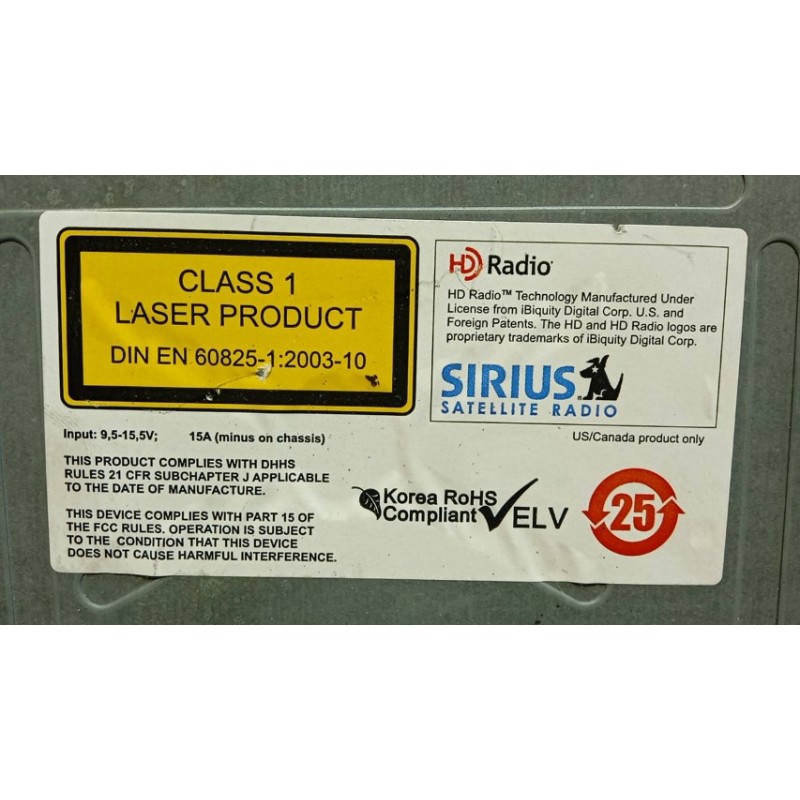 CLASS 1
LASER PRODUCT
DIN EN 60825-1:2003-10
HD Radio
HD Radio™ Technology Manufactured Under
License from iBiquity Digital Corp. U.S. and
Foreign Patents. The HD and HD Radio logos are
proprietary trademarks of iBiquity Digital Corp.
SIRIUS
SATELLITE RADIO
US/Canada product only
Input: 9,5-15,5V; 15A (minus on chassis)
THIS PRODUCT COMPLIES WITH DHHS
RULES 21 CFR SUBCHAPTER J APPLICABLE
TO THE DATE OF MANUFACTURE.
THIS DEVICE COMPLIES WITH PART 15 OF
THE FCC RULES. OPERATION IS SUBJECT
TO THE CONDITION THAT THIS DEVICE
DOES NOT CAUSE HARMFUL INTERFERENCE.
Korea RoHS
Compliant
ELV
25